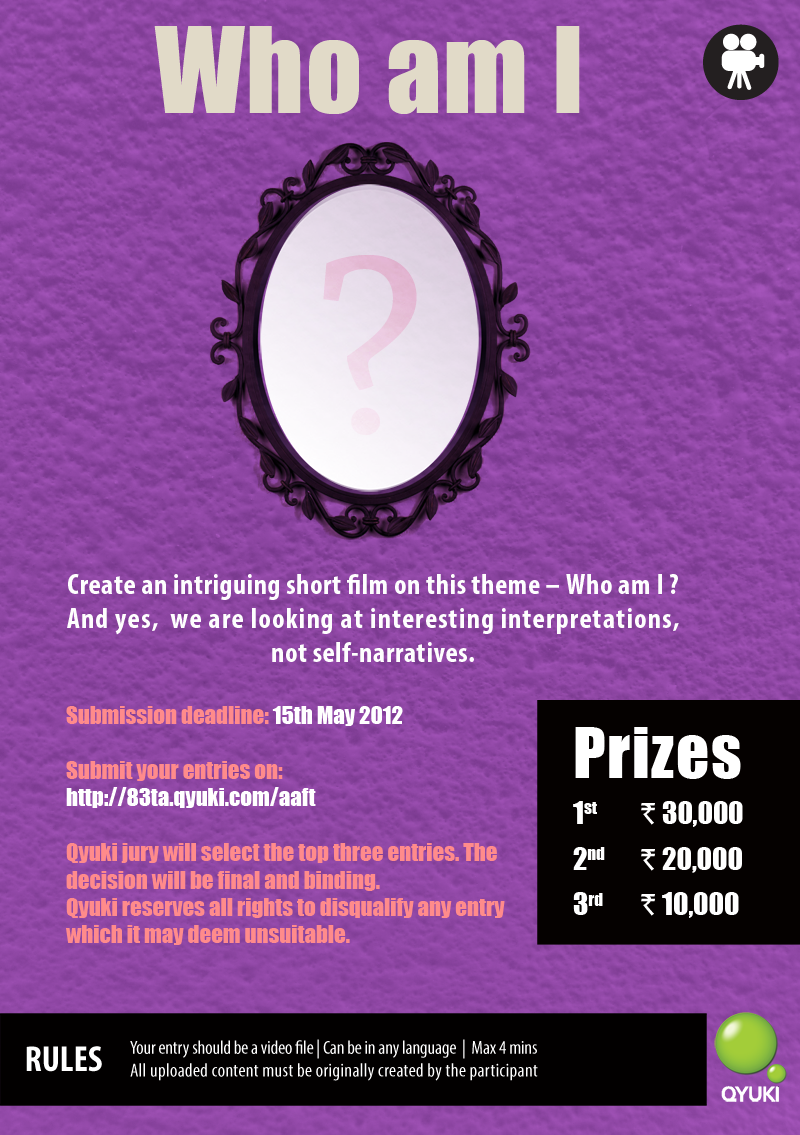 Who am I
?
Create an intriguing short film on this theme – Who am I ?
And yes,  we are looking at interesting interpretations,
not self-narratives.
Submission deadline: 15th May 2012
Submit your entries on:
http://83ta.qyuki.com/aaft
Qyuki jury will select the top three entries. The
decision will be final and binding.
Qyuki reserves all rights to disqualify any entry
which it may deem unsuitable.
Prizes
1st ₹ 30,000
2nd ₹ 20,000
3rd ₹ 10,000
RULES
Your entry should be a video file | Can be in any language | Max 4 mins
All uploaded content must be originally created by the participant
QYUKI